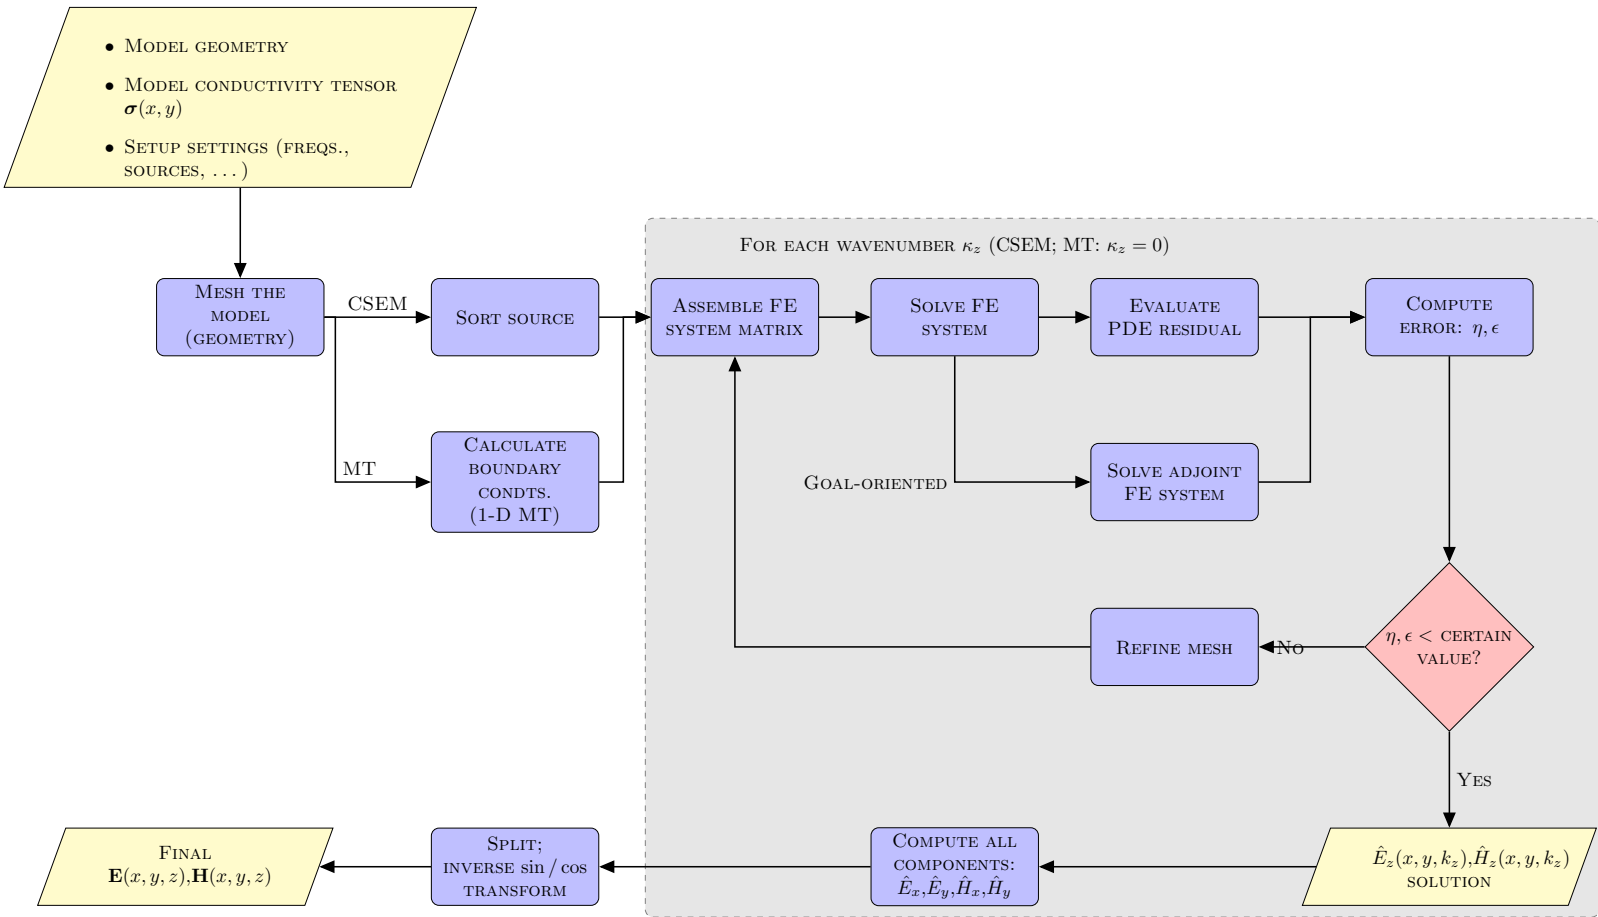 • Model geometry
• Model conductivity tensor
σ(x, y)
• Setup settings (freqs.,
sources, . . . )
For each wavenumber κz (CSEM; MT: κz = 0)
Mesh the
model
(geometry)
CSEM
Sort source
Assemble FE
system matrix
Solve FE
system
Evaluate
PDE residual
Compute
error: η, ϵ
MT
Calculate
boundary
condts.
(1-D MT)
Goal-oriented
Solve adjoint
FE system
Refine mesh
No
η, ϵ < certain
value?
Yes
Final
E(x, y, z),H(x, y, z)
Split;
inverse sin / cos
transform
Compute all
components:
Êx,Êy,Ĥx,Ĥy
Êz(x, y, kz),Ĥz(x, y, kz)
solution